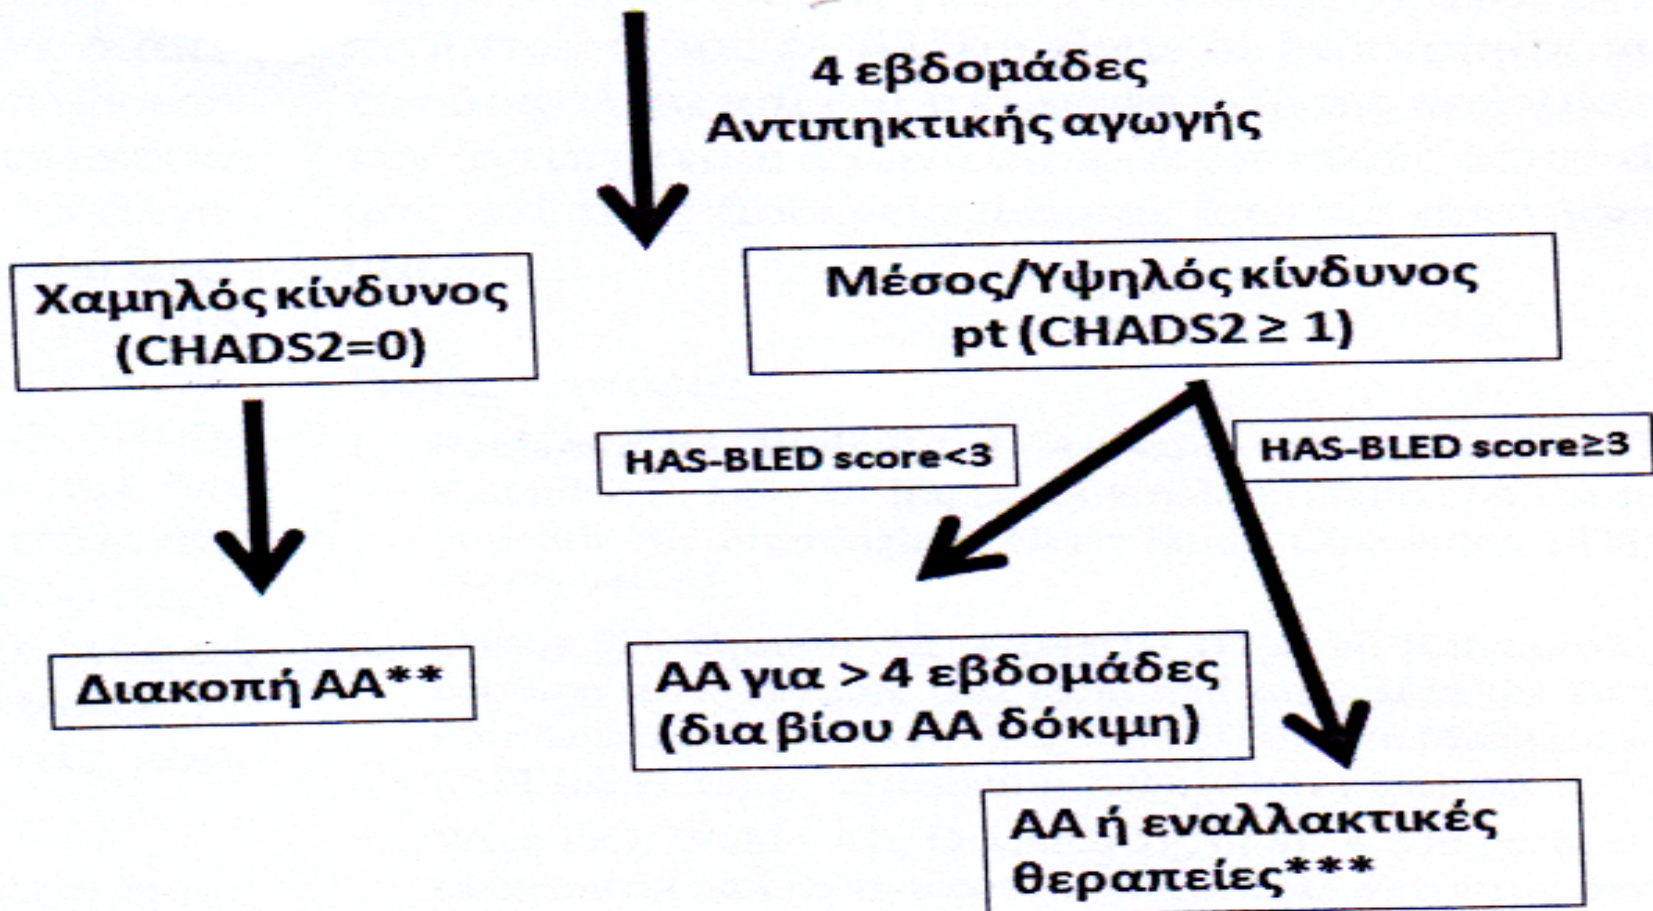 4 εβδομάδες
Αντιπηκτικής αγωγής
Χαμηλός κίνδυνος
(CHADS2=0)
Μέσος/Υψηλός κίνδυνος
pt (CHADS2 ≥ 1)
HAS-BLED score<3
HAS-BLED score≥3
Διακοπή ΑΑ**
ΑΑ για > 4 εβδομάδες
(δια βίου ΑΑ δόκιμη)
ΑΑ ή εναλλακτικές
θεραπείες***